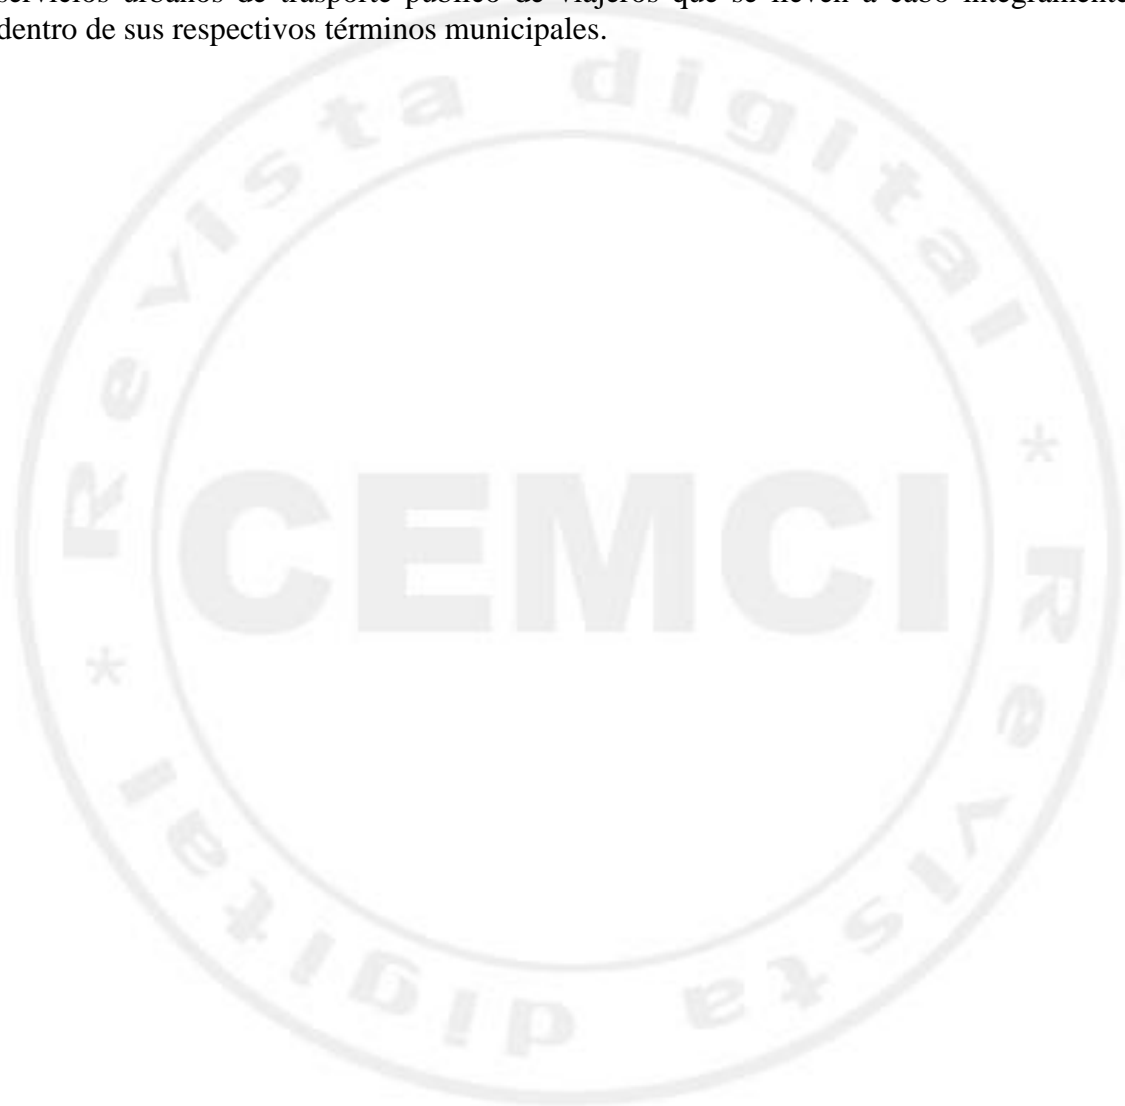 servicios urbanos de trasporte público de viajeros que se lleven a cabo íntegramente
dentro de sus respectivos términos municipales.
Revista digital * Revista digital *
CEMCI